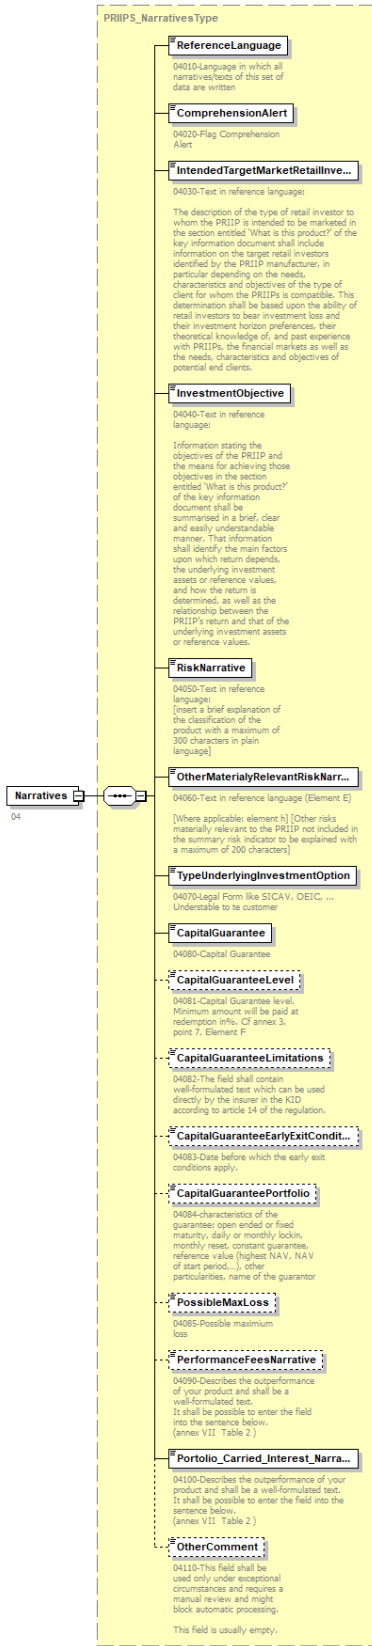 PRIIPS_NarrativesType
ReferenceLanguage
04010-Language in which all
narratives/texts of this set of
data are written
ComprehensionAlert
04020-Flag Comprehension
Alert
IntendedTargetMarketRetailInve...
04030-Text in reference language:
The description of the type of retail investor to
whom the PRIIP is intended to be marketed in
the section entitled 'What is this product?' of the
key information document shall include
information on the target retail investors
identified by the PRIIP manufacturer, in
particular depending on the needs,
characteristics and objectives of the type of
client for whom the PRIIPs is compatible. This
determination shall be based upon the ability of
retail investors to bear investment loss and
their investment horizon preferences, their
theoretical knowledge of, and past experience
with PRIIPs, the financial markets as well as
the needs, characteristics and objectives of
potential end clients.
InvestmentObjective
04040-Text in reference
language:
Information stating the
objectives of the PRIIP and
the means for achieving those
objectives in the section
entitled 'What is this product?'
of the key information
document shall be
summarised in a brief, clear
and easily understandable
manner. That information
shall identify the main factors
upon which return depends,
the underlying investment
assets or reference values,
and how the return is
determined, as well as the
relationship between the
PRIIP's return and that of the
underlying investment assets
or reference values.
RiskNarrative
04050-Text in reference
language:
[insert a brief explanation of
the classification of the
product with a maximum of
300 characters in plain
language]
OtherMaterialyRelevantRiskNarr...
04060-Text in reference language (Element E)
[Where applicable: element h] [Other risks
materially relevant to the PRIIP not included in
the summary risk indicator to be explained with
a maximum of 200 characters]
Narratives
04
TypeUnderlyingInvestmentOption
04070-Legal Form like SICAV, OEIC, ...
Understable to te customer
CapitalGuarantee
04080-Capital Guarantee
CapitalGuaranteeLevel
04081-Capital Guarantee level.
Minimum amount will be paid at
redemption in%. Cf annex 3,
point 7, Element F
CapitalGuaranteeLimitations
04082-The field shall contain
well-formulated text which can be used
directly by the insurer in the KID
according to article 14 of the regulation.
CapitalGuaranteeEarlyExitCondit...
04083-Date before which the early exit
conditions apply.
CapitalGuaranteePortfolio
04084-characteristics of the
guarantee: open ended or fixed
maturity, daily or monthly lockin,
monthly reset, constant guarantee,
reference value (highest NAV, NAV
of start period,..), other
particularities, name of the guarantor
PossibleMaxLoss
04085-Possible maximium
loss
PerformanceFeesNarrative
04090-Describes the outperformance
of your product and shall be a
well-formulated text.
It shall be possible to enter the field
into the sentence below.
(annex VII  Table 2 )
Portolio_Carried_Interest_Narra...
04100-Describes the outperformance of your
product and shall be a well-formulated text.
It shall be possible to enter the field into the
sentence below.
(annex VII  Table 2 )
OtherComment
04110-This field shall be
used only under exceptional
circumstances and requires a
manual review and might
block automatic processing.
This field is usually empty.